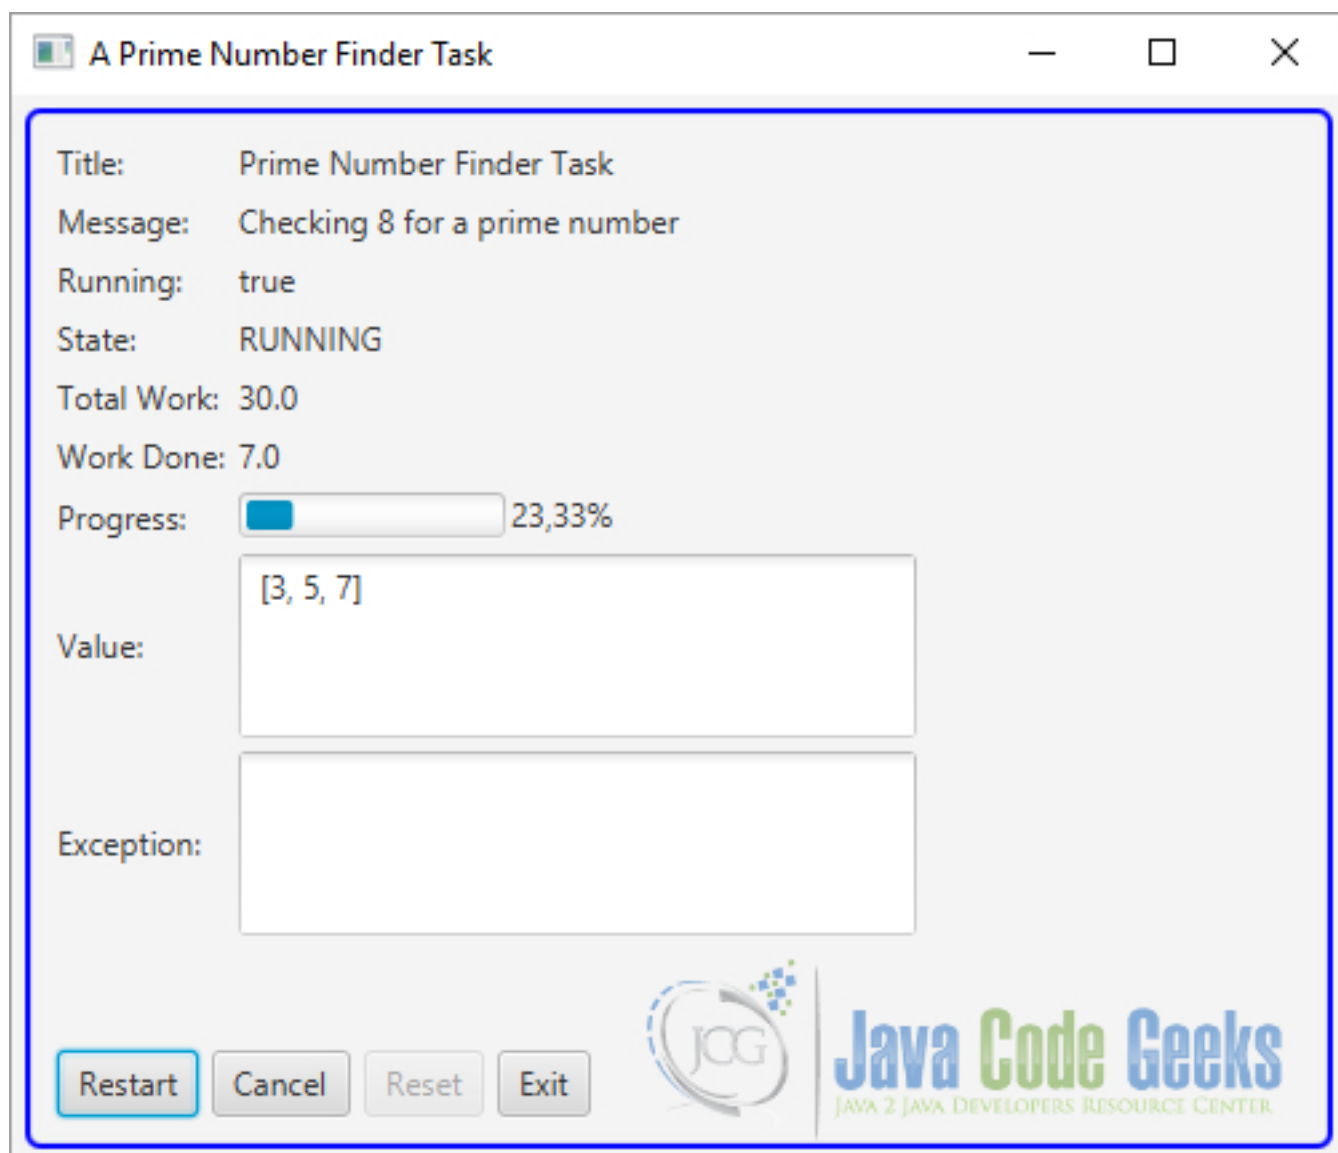 A Prime Number Finder Task
Title: Prime Number Finder Task
Message: Checking 8 for a prime number
Running: true
State: RUNNING
Total Work: 30.0
Work Done: 7.0
Progress: 23,33%
Value: [3, 5, 7]
Exception:
Restart Cancel Reset Exit
JCG
Java Code Geeks
JAVA 2 JAVA DEVELOPERS RESOURCE CENTER